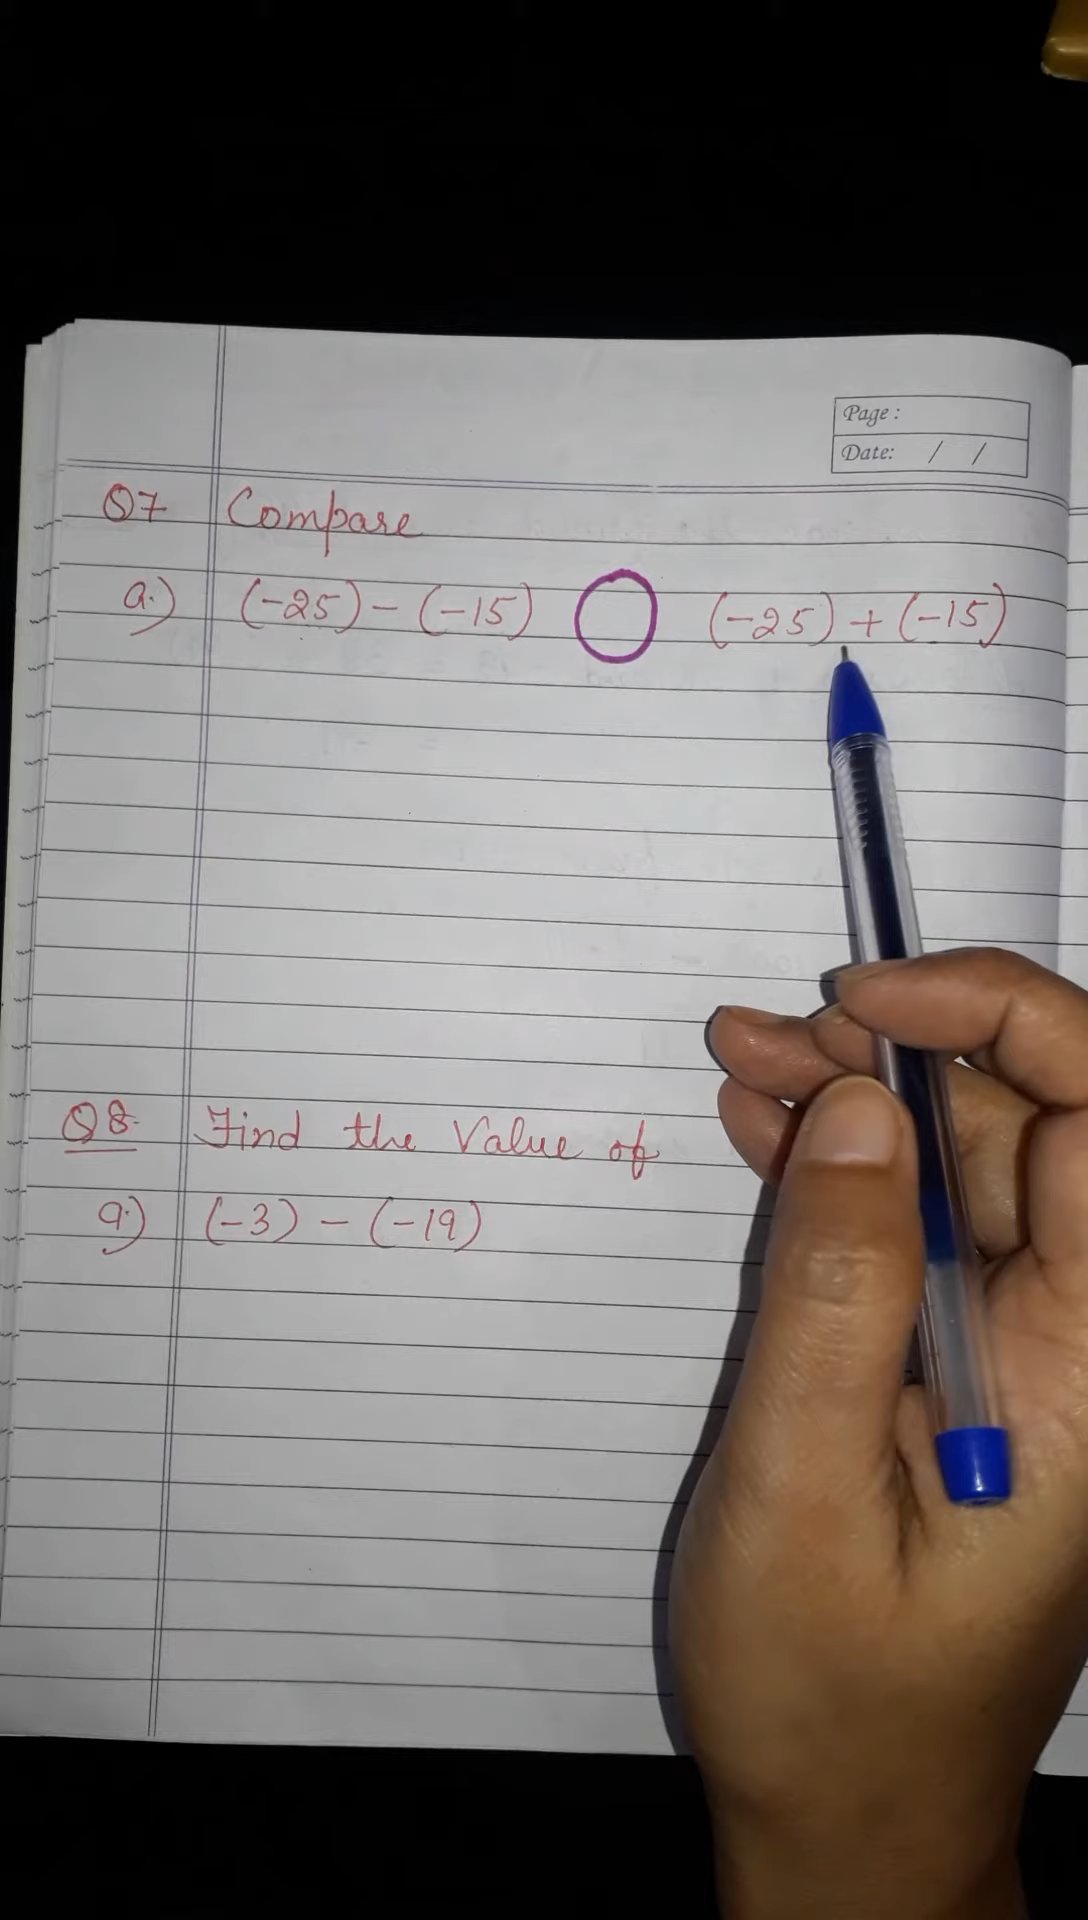 Page :
Date: / /
Q7 Compare
a.) (-25) - (-15) (-25) + (-15)
Q8. Find the Value of
a.) (-3) - (-19)